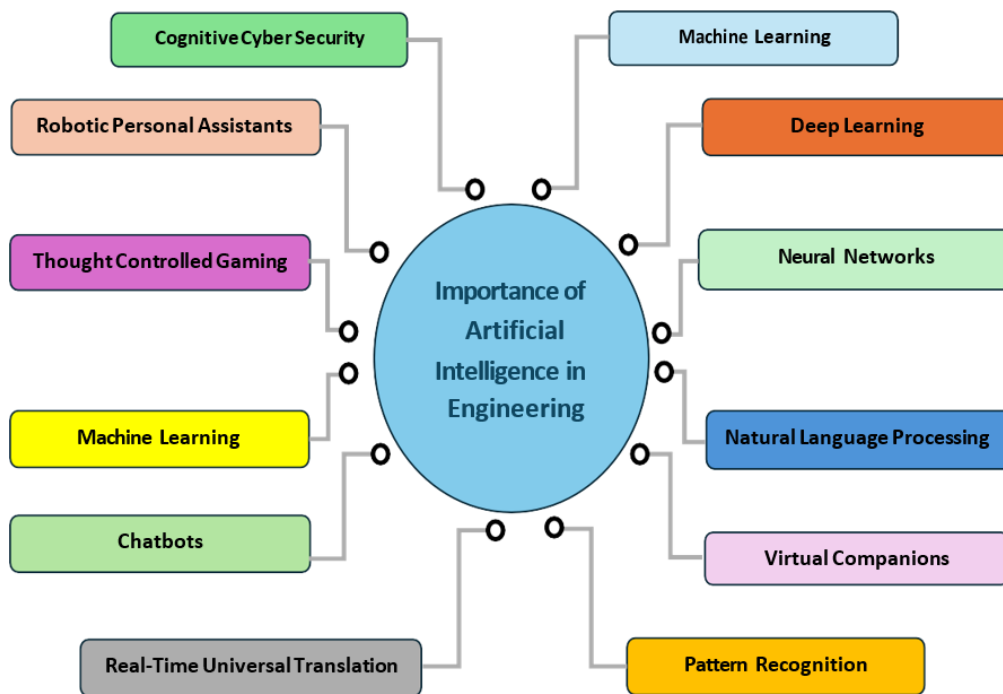 Cognitive Cyber Security
Machine Learning
Robotic Personal Assistants
Deep Learning
Thought Controlled Gaming
Neural Networks
Importance of
Artificial
Intelligence in
Engineering
Machine Learning
Natural Language Processing
Chatbots
Virtual Companions
Real-Time Universal Translation
Pattern Recognition